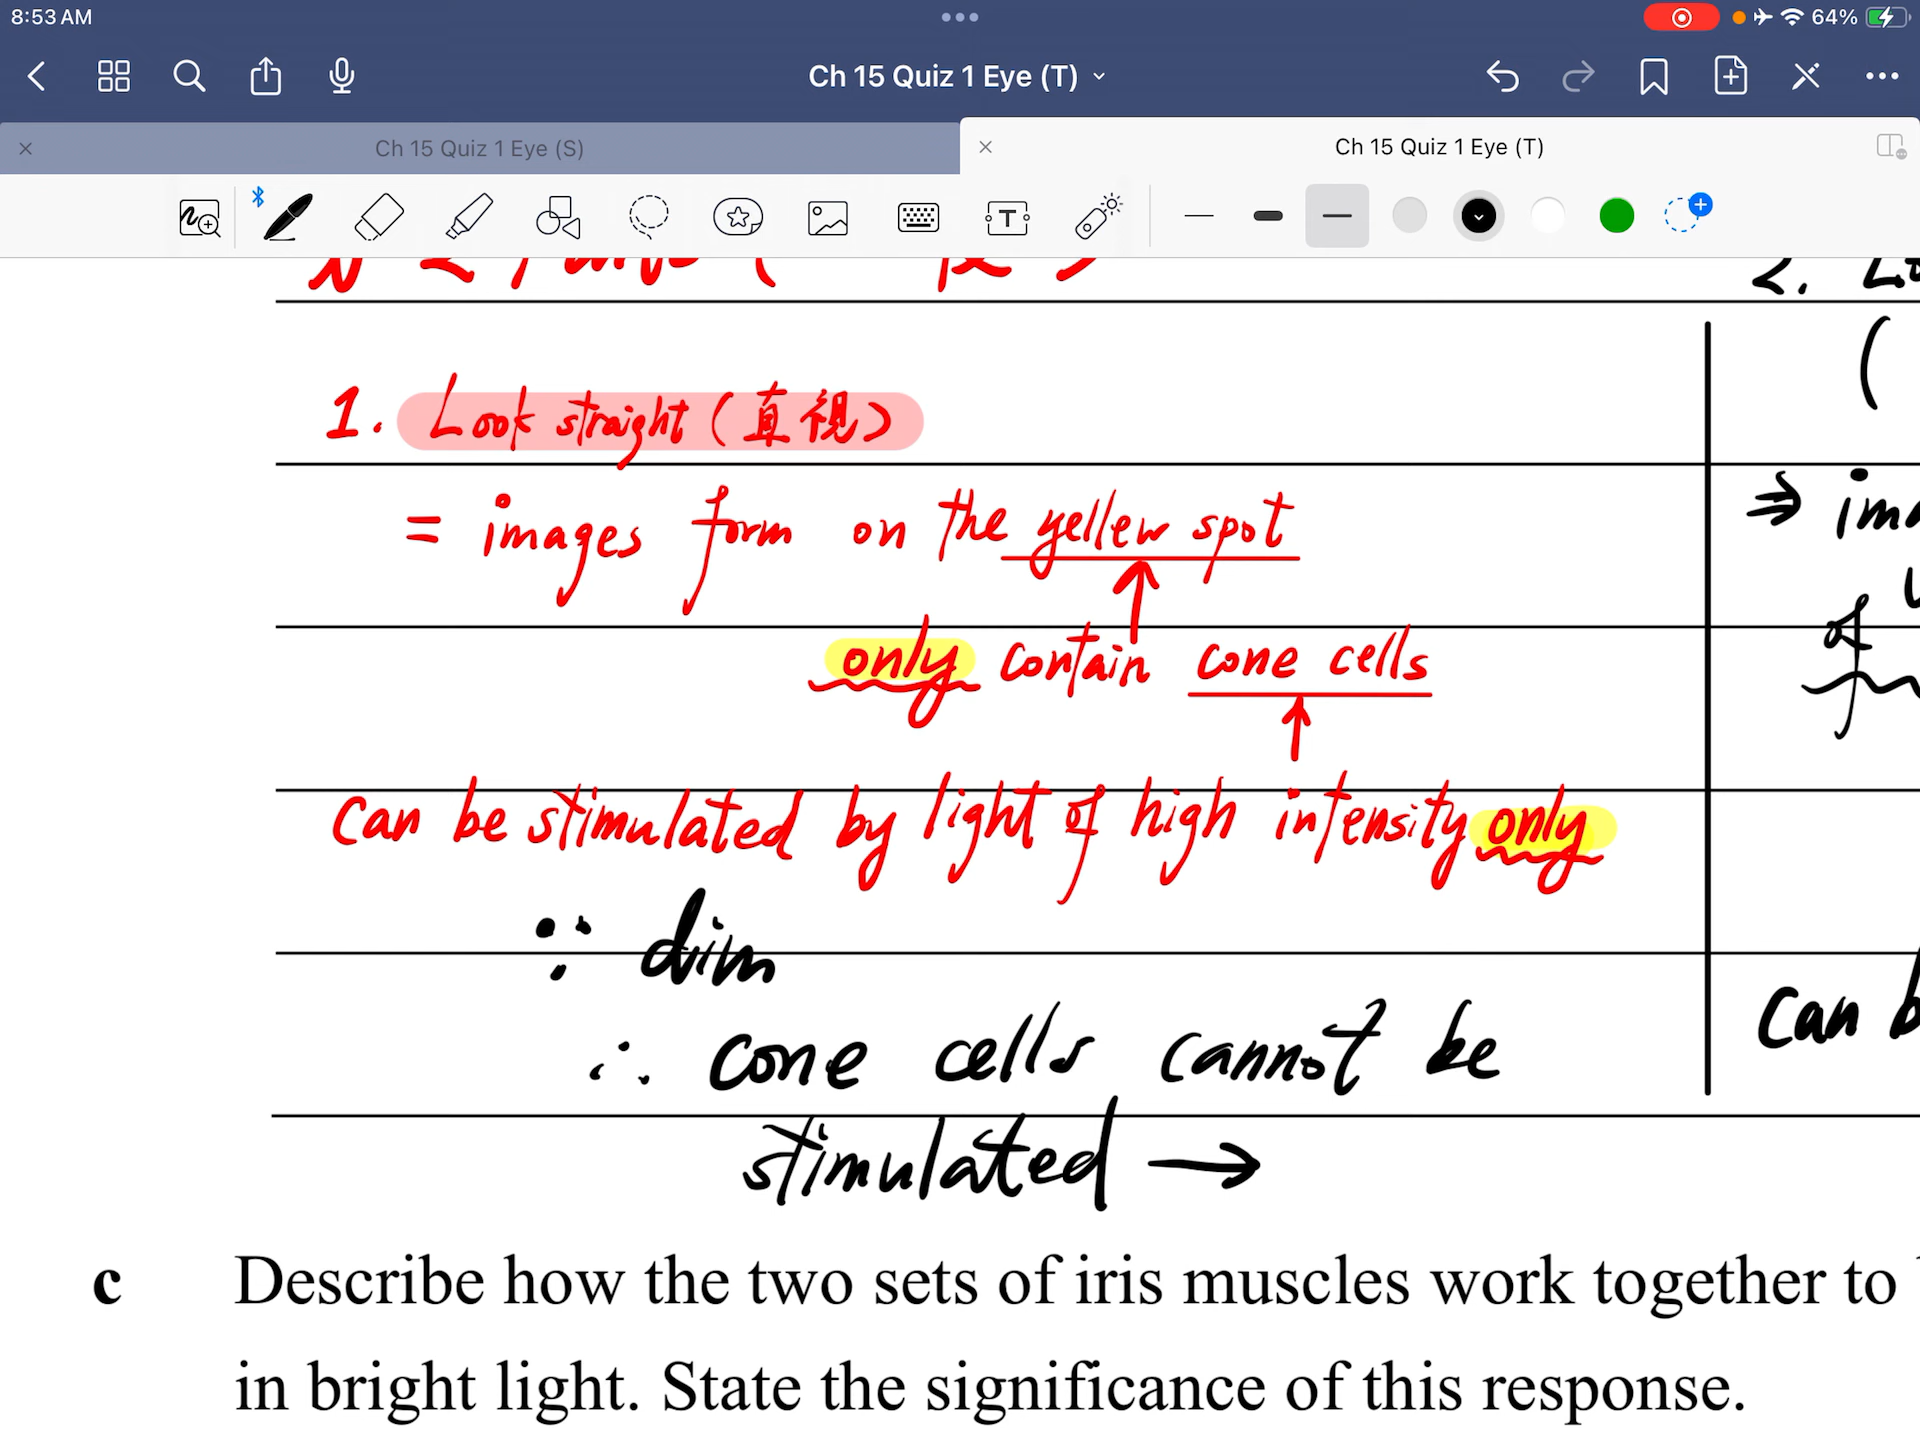 8:53 AM
64%
Ch 15 Quiz 1 Eye (T)
Ch 15 Quiz 1 Eye (S)
Ch 15 Quiz 1 Eye (T)
T
1. Look straight (直視)
= images form on the yellew spot
only contain cone cells
can be stimulated by light of high intensity only
∵ dim
∴ cone cells cannot be
stimulated →
2.
(
⇒
of
can
c Describe how the two sets of iris muscles work together to
in bright light. State the significance of this response.